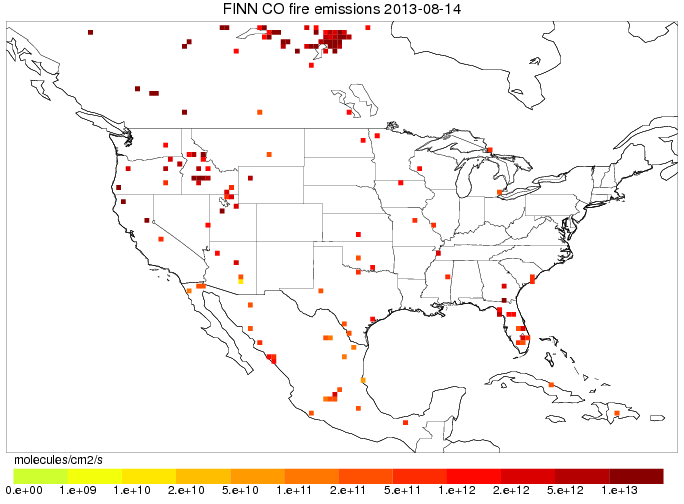 FINN CO fire emissions 2013-08-14
molecules/cm2/s
0.e+00 1.e+09 1.e+10 2.e+10 5.e+10 1.e+11 2.e+11 5.e+11 1.e+12 2.e+12 5.e+12 1.e+13